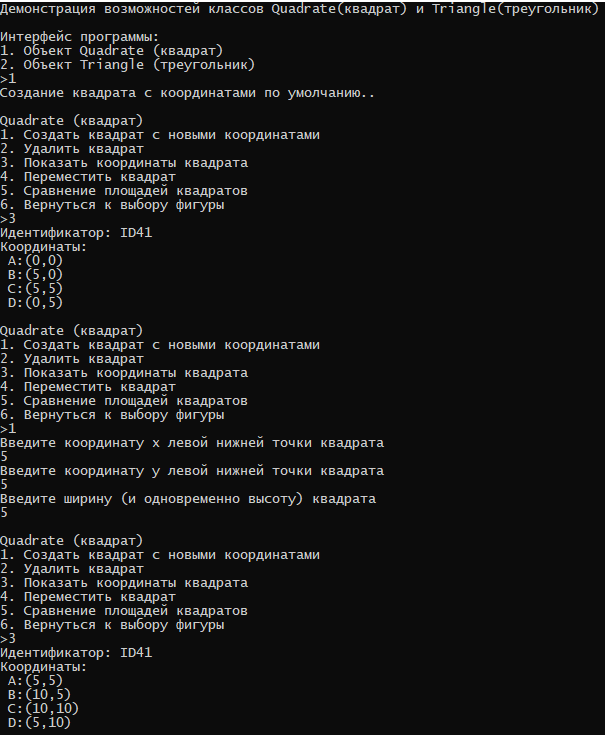 Демонстрация возможностей классов Quadrate(квадрат) и Triangle(треугольник)
Интерфейс программы:
1. Объект Quadrate (квадрат)
2. Объект Triangle (треугольник)
>1
Создание квадрата с координатами по умолчанию..
Quadrate (квадрат)
1. Создать квадрат с новыми координатами
2. Удалить квадрат
3. Показать координаты квадрата
4. Переместить квадрат
5. Сравнение площадей квадратов
6. Вернуться к выбору фигуры
>3
Идентификатор: ID41
Координаты:
A:(0,0)
B:(5,0)
C:(5,5)
D:(0,5)
Quadrate (квадрат)
1. Создать квадрат с новыми координатами
2. Удалить квадрат
3. Показать координаты квадрата
4. Переместить квадрат
5. Сравнение площадей квадратов
6. Вернуться к выбору фигуры
>1
Введите координату x левой нижней точки квадрата
5
Введите координату y левой нижней точки квадрата
5
Введите ширину (и одновременно высоту) квадрата
5
Quadrate (квадрат)
1. Создать квадрат с новыми координатами
2. Удалить квадрат
3. Показать координаты квадрата
4. Переместить квадрат
5. Сравнение площадей квадратов
6. Вернуться к выбору фигуры
>3
Идентификатор: ID41
Координаты:
A:(5,5)
B:(10,5)
C:(10,10)
D:(5,10)